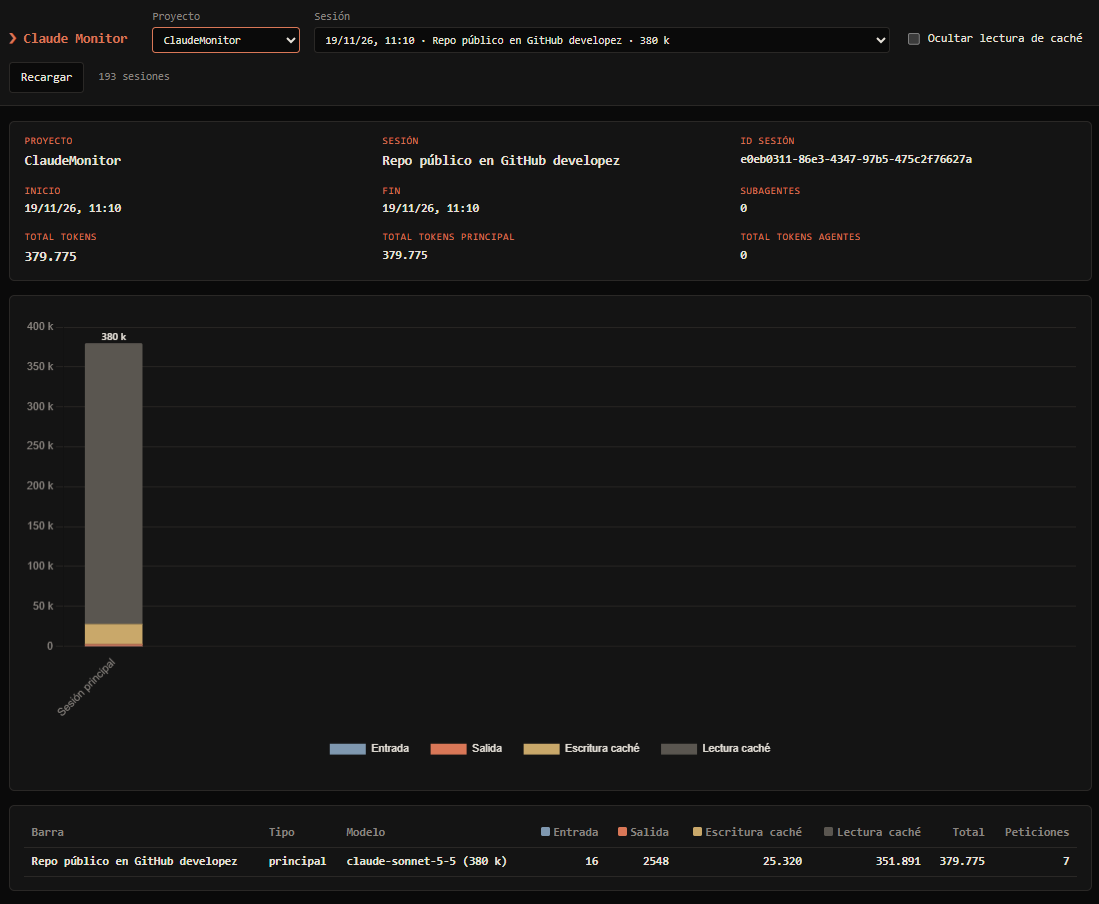 Proyecto
Sesión
❯ Claude Monitor
ClaudeMonitor
19/11/26, 11:10 · Repo público en GitHub developez · 380 k
Ocultar lectura de caché
Recargar
193 sesiones
PROYECTO
ClaudeMonitor
SESIÓN
Repo público en GitHub developez
ID SESIÓN
e0eb0311-86e3-4347-97b5-475c2f76627a
INICIO
19/11/26, 11:10
FIN
19/11/26, 11:10
SUBAGENTES
0
TOTAL TOKENS
379.775
TOTAL TOKENS PRINCIPAL
379.775
TOTAL TOKENS AGENTES
0
400 k
380 k
350 k
300 k
250 k
200 k
150 k
100 k
50 k
0
Sesión principal
Entrada
Salida
Escritura caché
Lectura caché
Barra Tipo Modelo Entrada Salida Escritura caché Lectura caché Total Peticiones
Repo público en GitHub developez principal claude-sonnet-5-5 (380 k) 16 2548 25.320 351.891 379.775 7